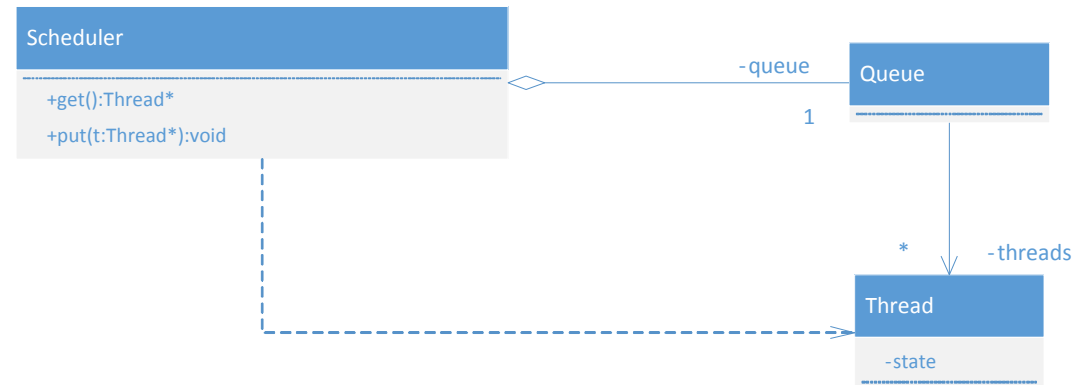 Scheduler
+get():Thread*
+put(t:Thread*):void
-queue
1
Queue
*
-threads
Thread
-state